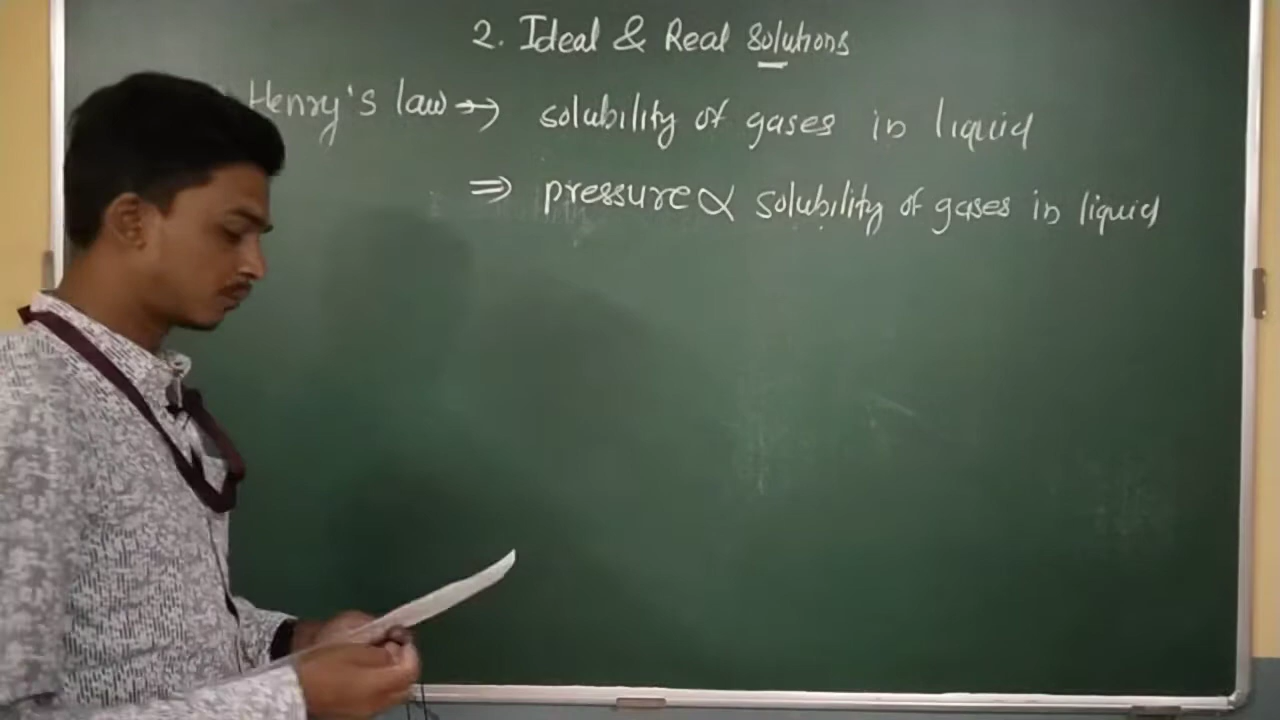 2. Ideal & Real solutions
Henry's law → solubility of gases in liquid
⇒ pressure ∝ solubility of gases in liquid